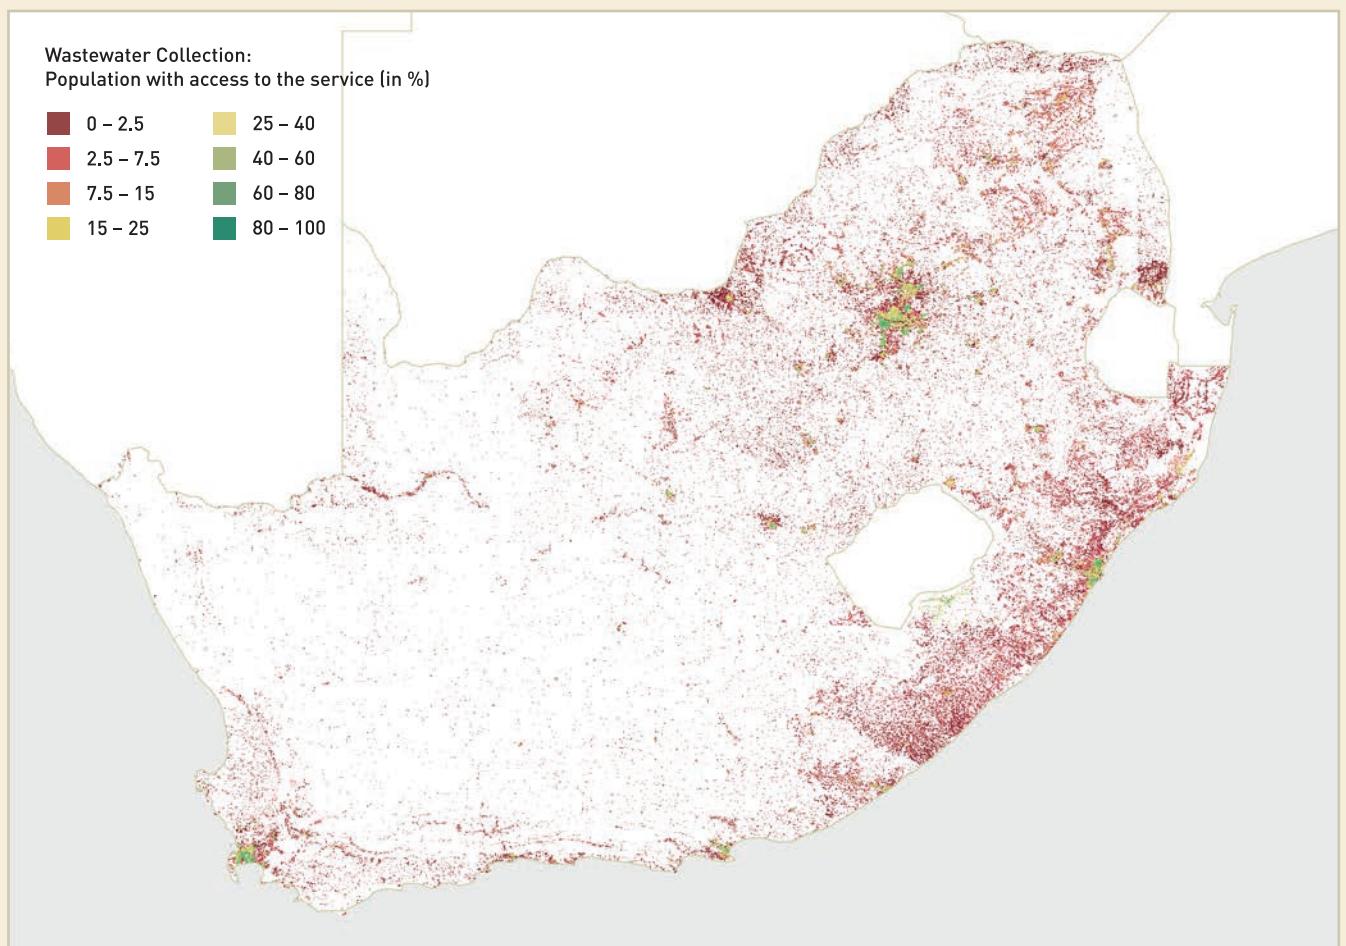 Wastewater Collection:
Population with access to the service (in %)
0 – 2.5
2.5 – 7.5
7.5 – 15
15 – 25
25 – 40
40 – 60
60 – 80
80 – 100